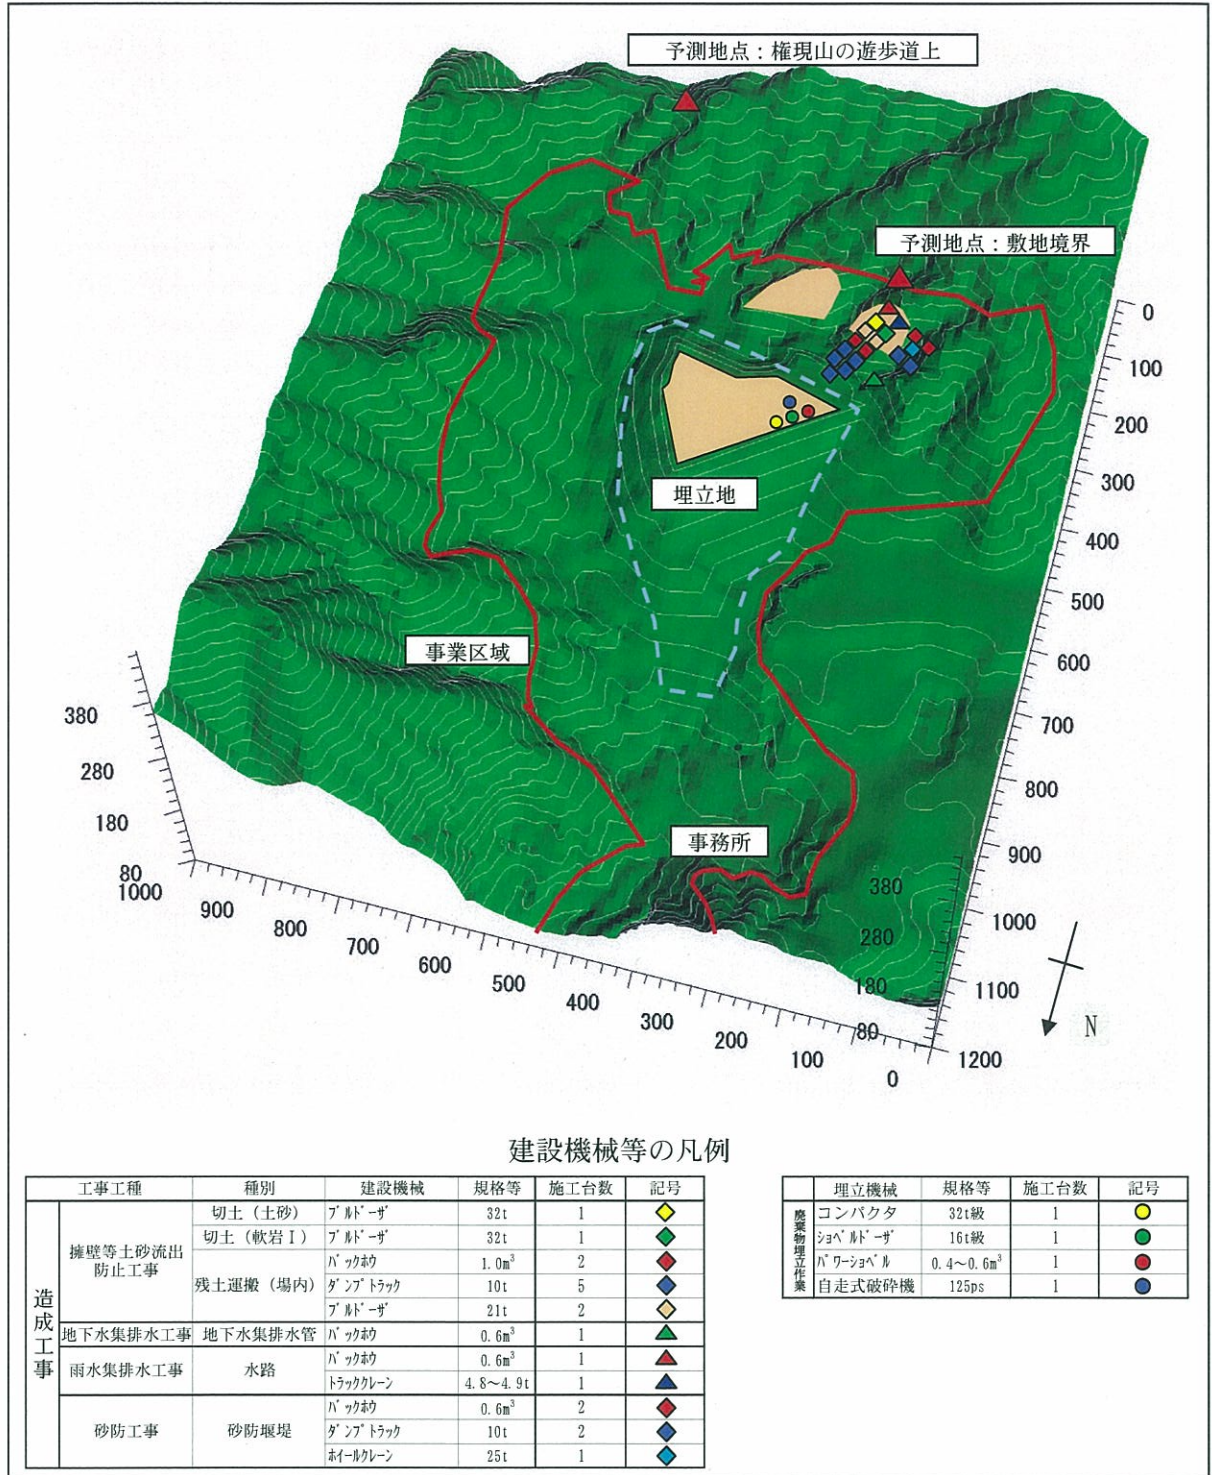 予測地点：権現山の遊歩道上
予測地点：敷地境界
埋立地
事業区域
事務所
0
100
200
300
400
500
600
700
800
900
1000
1100
1200
380
280
180
80
1000
900
800
700
600
500
400
300
200
100
0
380
280
180
80
N
建設機械等の凡例
工事工種 種別 建設機械 規格等 施工台数 記号
造成工事
擁壁等土砂流出防止工事
切土（土砂） ﾌﾞﾙﾄﾞｰｻﾞ 32t 1
切土（軟岩Ⅰ） ﾌﾞﾙﾄﾞｰｻﾞ 32t 1
残土運搬（場内） ﾊﾞｯｸﾎｳ 1.0m³ 2
ﾀﾞﾝﾌﾟﾄﾗｯｸ 10t 5
ﾌﾞﾙﾄﾞｰｻﾞ 21t 2
地下水集排水工事 地下水集排水管 ﾊﾞｯｸﾎｳ 0.6m³ 1
雨水集排水工事 水路 ﾊﾞｯｸﾎｳ 0.6m³ 1
ﾄﾗｯｸｸﾚｰﾝ 4.8～4.9t 1
砂防工事 砂防堰堤 ﾊﾞｯｸﾎｳ 0.6m³ 2
ﾀﾞﾝﾌﾟﾄﾗｯｸ 10t 2
ﾎｲｰﾙｸﾚｰﾝ 25t 1
埋立機械 規格等 施工台数 記号
廃棄物埋立作業
コンパクタ 32t級 1
ｼｮﾍﾞﾙﾄﾞｰｻﾞ 16t級 1
ﾊﾟﾜｰｼｮﾍﾞﾙ 0.4～0.6m³ 1
自走式破砕機 125ps 1